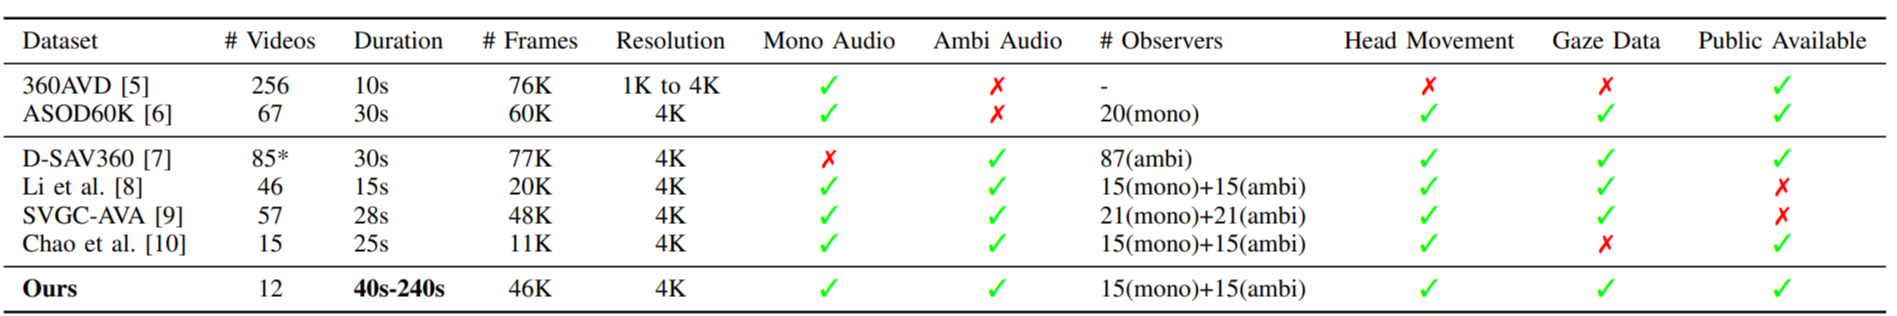 Dataset # Videos Duration # Frames Resolution Mono Audio Ambi Audio # Observers Head Movement Gaze Data Public Available
360AVD [5] 256 10s 76K 1K to 4K ✓ ✗ - ✗ ✗ ✓
ASOD60K [6] 67 30s 60K 4K ✓ ✗ 20(mono) ✓ ✓ ✓
D-SAV360 [7] 85* 30s 77K 4K ✗ ✓ 87(ambi) ✓ ✓ ✓
Li et al. [8] 46 15s 20K 4K ✓ ✓ 15(mono)+15(ambi) ✓ ✓ ✗
SVGC-AVA [9] 57 28s 48K 4K ✓ ✓ 21(mono)+21(ambi) ✓ ✓ ✗
Chao et al. [10] 15 25s 11K 4K ✓ ✓ 15(mono)+15(ambi) ✓ ✗ ✓
Ours 12 40s-240s 46K 4K ✓ ✓ 15(mono)+15(ambi) ✓ ✓ ✓